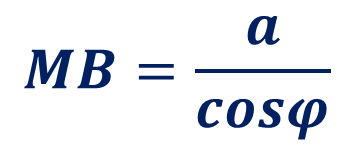 MB = a / cosφ